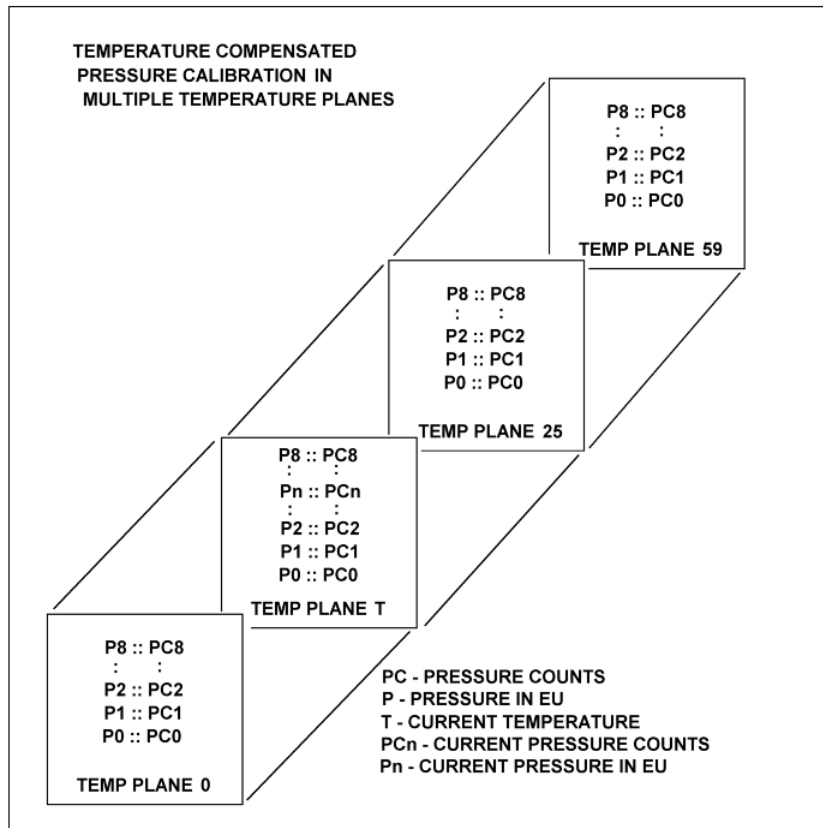 TEMPERATURE COMPENSATED
PRESSURE CALIBRATION IN
MULTIPLE TEMPERATURE PLANES
P8 :: PC8
: :
P2 :: PC2
P1 :: PC1
P0 :: PC0
TEMP PLANE 59
P8 :: PC8
: :
P2 :: PC2
P1 :: PC1
P0 :: PC0
TEMP PLANE 25
P8 :: PC8
: :
Pn :: PCn
: :
P2 :: PC2
P1 :: PC1
P0 :: PC0
TEMP PLANE T
P8 :: PC8
: :
P2 :: PC2
P1 :: PC1
P0 :: PC0
TEMP PLANE 0
PC - PRESSURE COUNTS
P - PRESSURE IN EU
T - CURRENT TEMPERATURE
PCn - CURRENT PRESSURE COUNTS
Pn - CURRENT PRESSURE IN EU